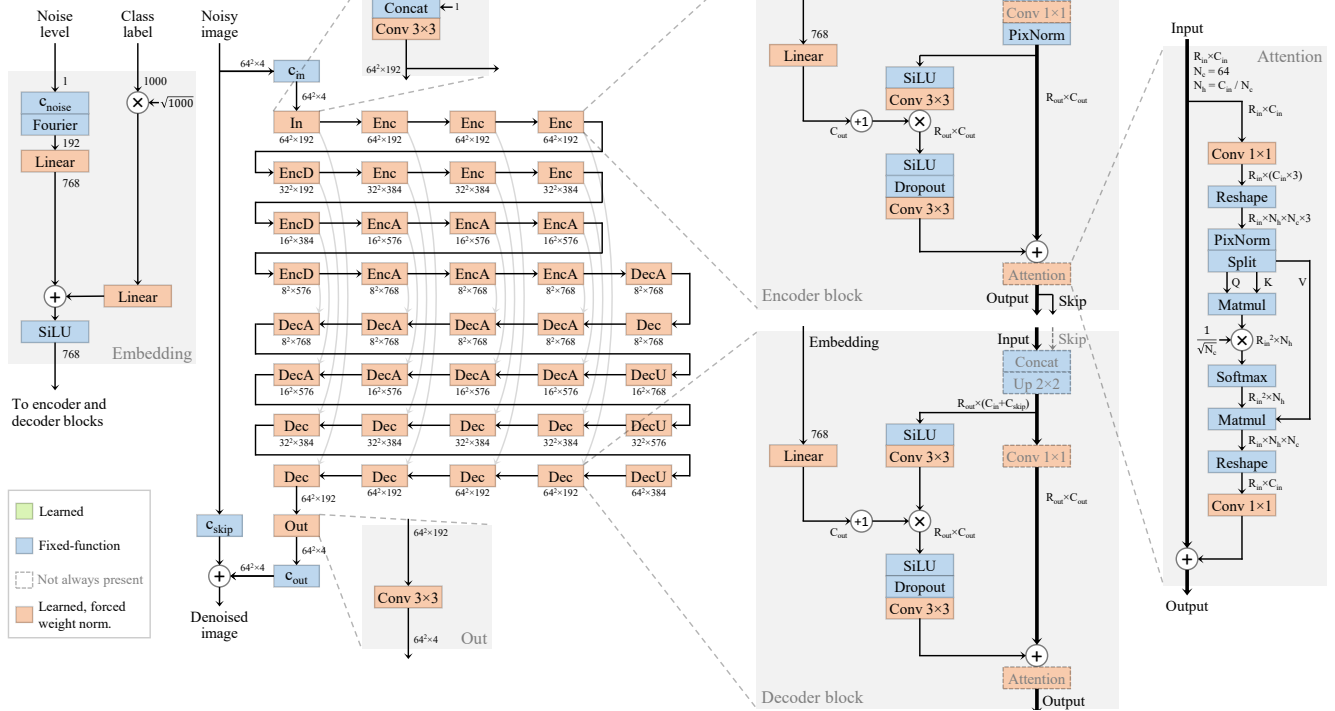 Noise
level
Class
label
Noisy
image
1
1000
c_noise
Fourier
192
Linear
768
×
√1000
Linear
+
SiLU
768
Embedding
To encoder and
decoder blocks
Learned
Fixed-function
Not always present
Learned, forced
weight norm.
64²×4
c_in
64²×4
Concat
1
Conv 3×3
64²×192
In
Enc
Enc
Enc
64²×192
64²×192
64²×192
64²×192
EncD
Enc
Enc
Enc
32²×192
32²×384
32²×384
32²×384
EncD
EncA
EncA
EncA
16²×384
16²×576
16²×576
16²×576
EncD
EncA
EncA
EncA
DecA
8²×576
8²×768
8²×768
8²×768
8²×768
DecA
DecA
DecA
DecA
Dec
8²×768
8²×768
8²×768
8²×768
8²×768
DecA
DecA
DecA
DecA
DecU
16²×576
16²×576
16²×576
16²×576
16²×768
Dec
Dec
Dec
Dec
DecU
32²×384
32²×384
32²×384
32²×384
32²×576
Dec
Dec
Dec
Dec
DecU
64²×192
64²×192
64²×192
64²×192
64²×384
c_skip
Out
64²×4
+
64²×4
c_out
Denoised
image
64²×192
Conv 3×3
64²×4
Out
768
Linear
C_out
+1
×
Conv 1×1
PixNorm
SiLU
Conv 3×3
R_out×C_out
R_out×C_out
SiLU
Dropout
Conv 3×3
+
Attention
Encoder block
Output
Skip
Embedding
Input
Skip
Concat
Up 2×2
R_out×(C_in+C_skip)
768
Linear
SiLU
Conv 3×3
Conv 1×1
R_out×C_out
C_out
+1
×
R_out×C_out
SiLU
Dropout
Conv 3×3
+
Attention
Decoder block
Output
Input
Attention
R_in×C_in
N_c = 64
N_h = C_in / N_c
R_in×C_in
Conv 1×1
R_in×(C_in×3)
Reshape
R_in×N_h×N_c×3
PixNorm
Split
Q
K
V
Matmul
1
√N_c
×
R_in²×N_h
Softmax
R_in²×N_h
Matmul
R_in×N_h×N_c
Reshape
R_in×C_in
Conv 1×1
+
Output